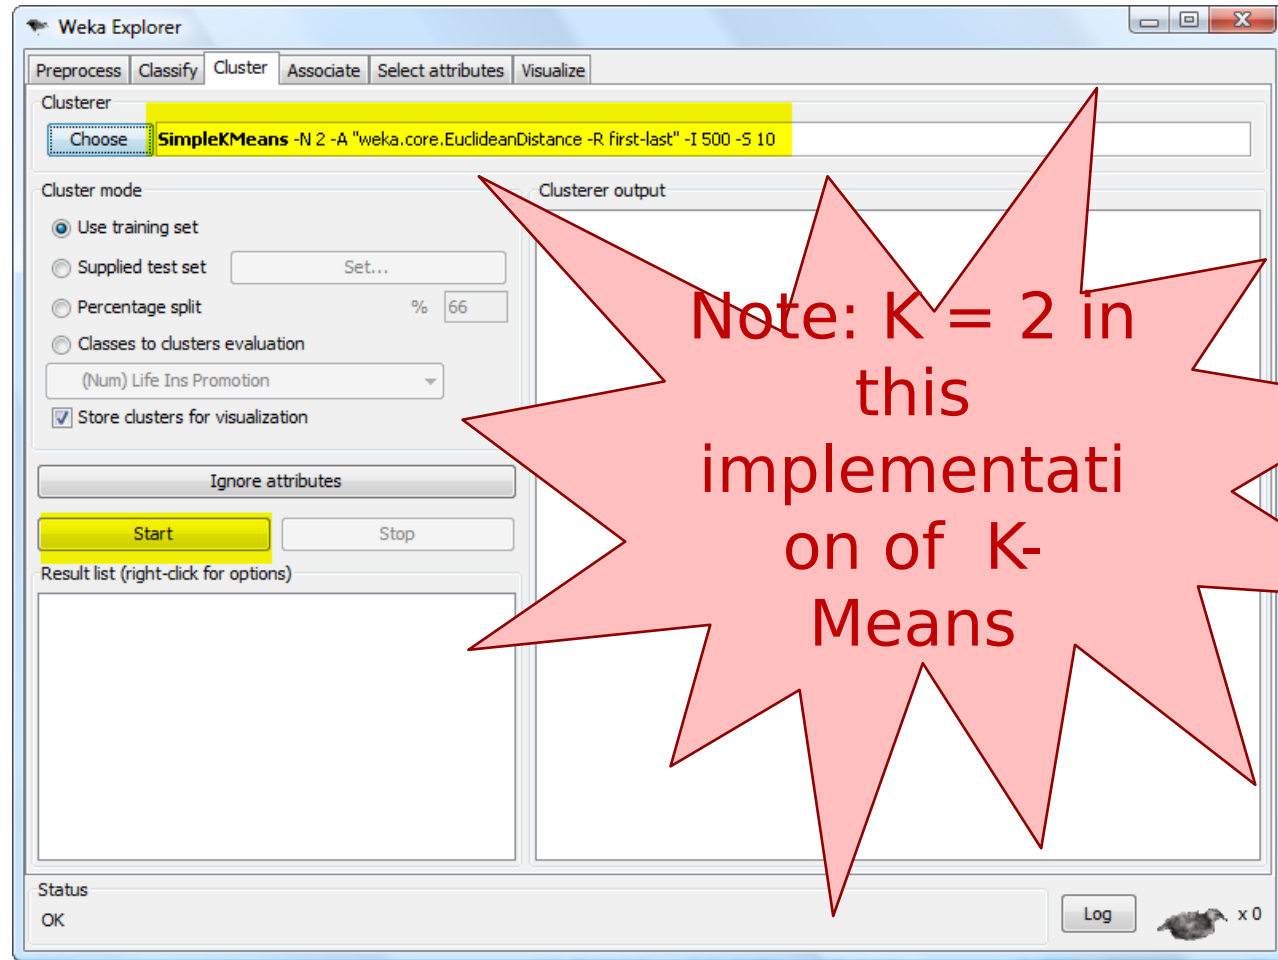 Weka Explorer
Preprocess Classify Cluster Associate Select attributes Visualize
Clusterer
Choose SimpleKMeans -N 2 -A "weka.core.EuclideanDistance -R first-last" -I 500 -S 10
Cluster mode
Use training set
Supplied test set Set...
Percentage split % 66
Classes to clusters evaluation
(Num) Life Ins Promotion
Store clusters for visualization
Ignore attributes
Start Stop
Result list (right-click for options)
Clusterer output
Note: K = 2 in
this
implementati
on of K-
Means
Status
OK
Log x 0